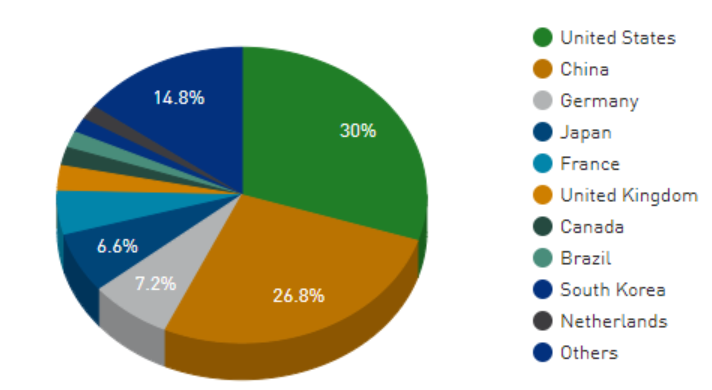 14.8%
30%
6.6%
7.2%
26.8%
United States
China
Germany
Japan
France
United Kingdom
Canada
Brazil
South Korea
Netherlands
Others